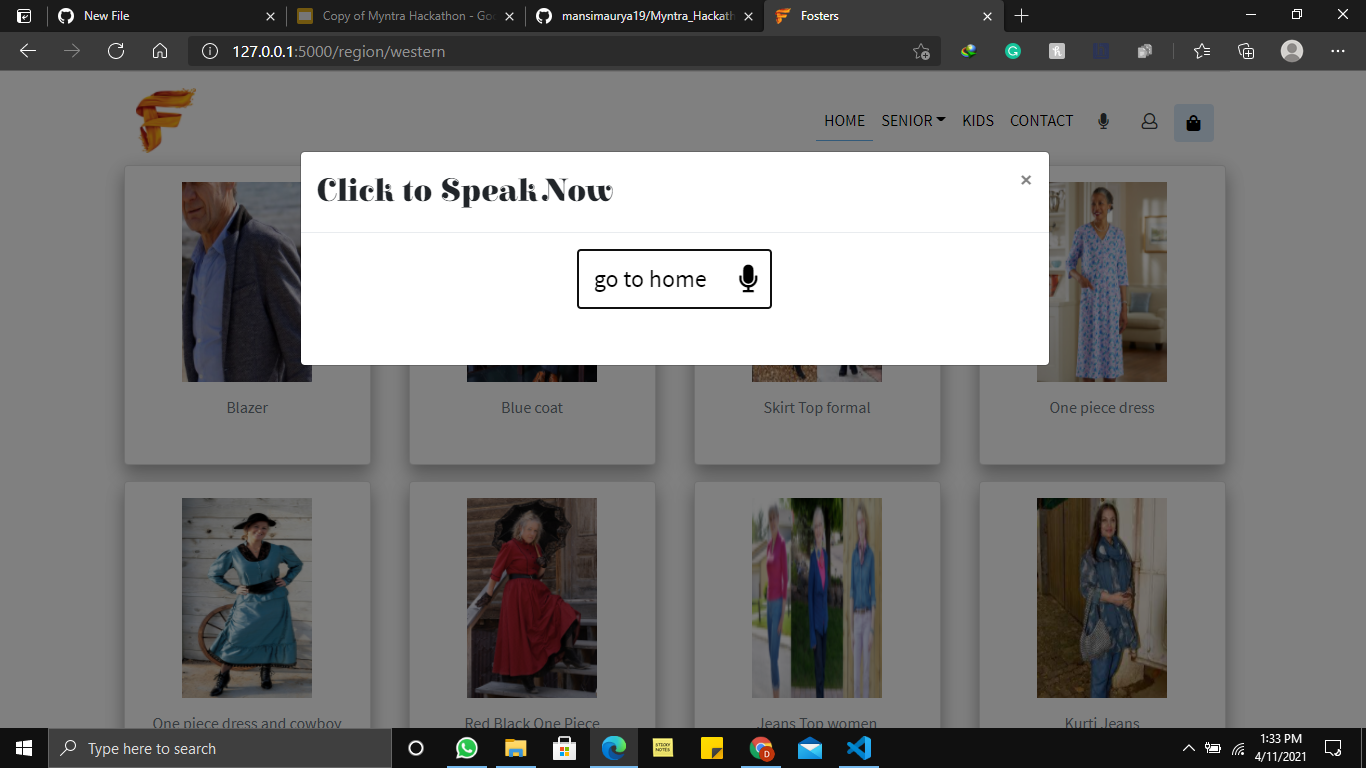 New File
Copy of Myntra Hackathon - Goo
mansimaurya19/Myntra_Hackath
Fosters
127.0.0.1:5000/region/western
HOME SENIOR KIDS CONTACT
Click to Speak Now
×
go to home
Blazer
Blue coat
Skirt Top formal
One piece dress
One piece dress and cowboy
Red Black One Piece
Jeans Top women
Kurti Jeans
Type here to search
STICKY
NOTES
D
1:33 PM
4/11/2021